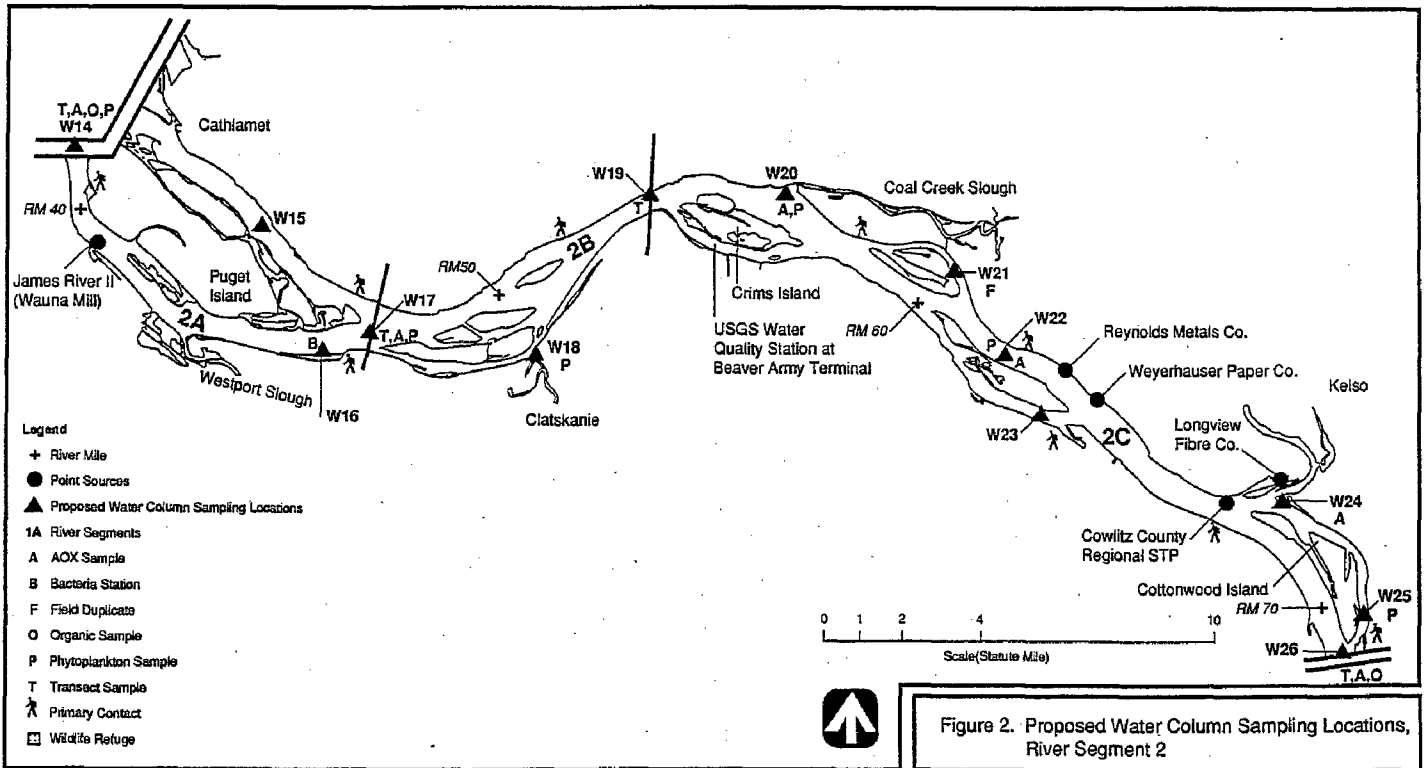 T,A,O,P
W14
Cathlamet
RM 40
W15
James River II
(Wauna Mill)
Puget
Island
2A
B
Westport Slough
W16
W17
T,A,P
RM50
2B
W18
P
Clatskanie
W19
T
W20
A,P
Coal Creek Slough
Crims Island
USGS Water
Quality Station at
Beaver Army Terminal
W21
F
RM 60
W22
P
A
Reynolds Metals Co.
Weyerhauser Paper Co.
W23
2C
Kelso
Longview
Fibre Co.
W24
A
Cowlitz County
Regional STP
Cottonwood Island
RM 70
W25
P
W26
T,A,O
Legend
+ River Mile
Point Sources
Proposed Water Column Sampling Locations
1A River Segments
A AOX Sample
B Bacteria Station
F Field Duplicate
O Organic Sample
P Phytoplankton Sample
T Transect Sample
Primary Contact
Wildlife Refuge
0 1 2 4 10
Scale(Statute Mile)
Figure 2. Proposed Water Column Sampling Locations,
River Segment 2